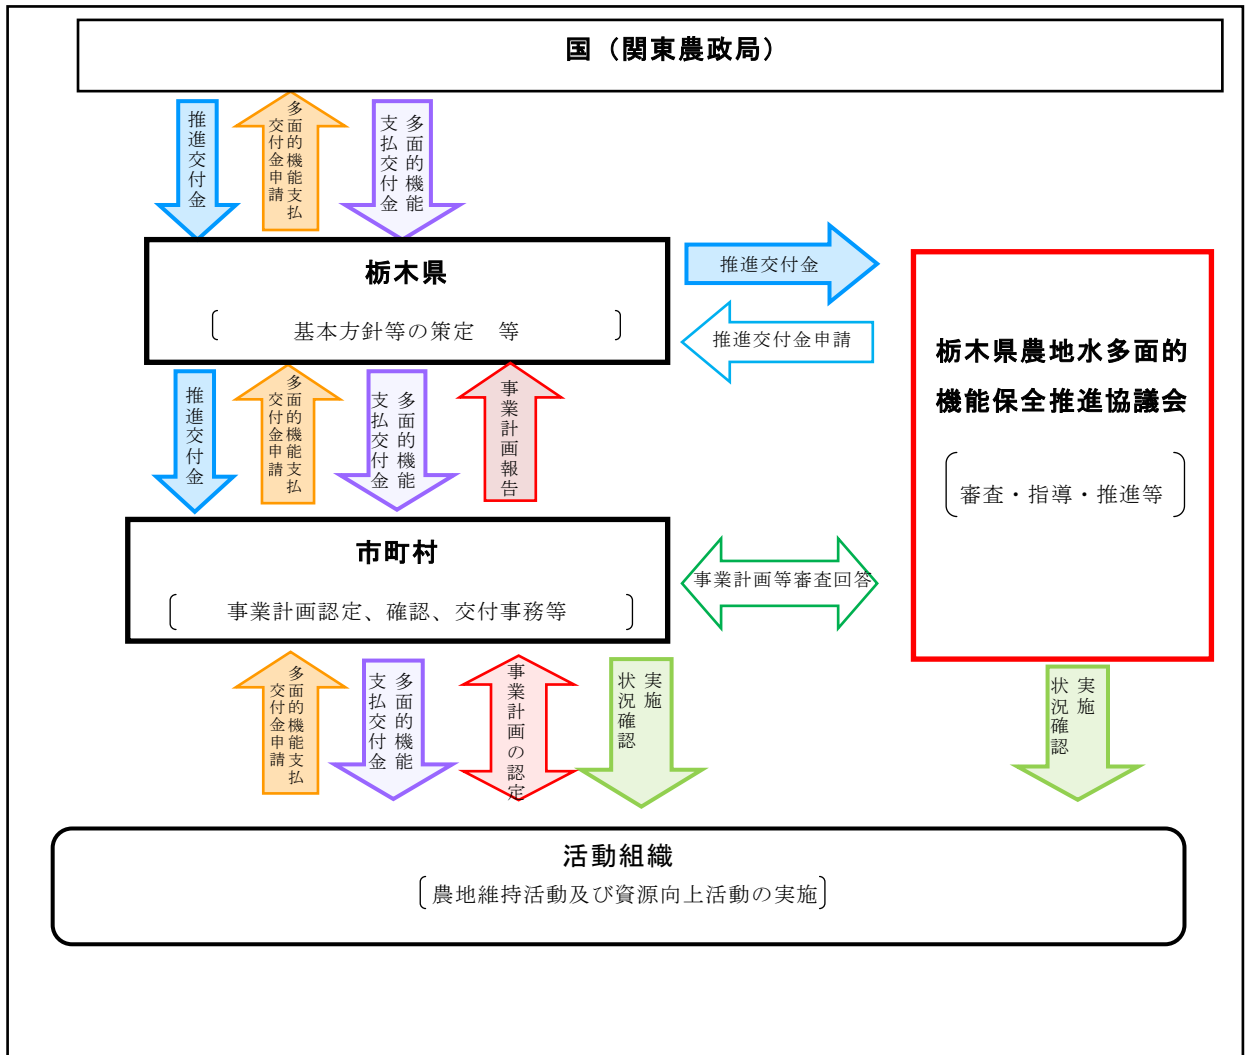 国（関東農政局）
推進交付金
多面的機能支払
交付金申請
多面的機能
支払交付金
栃木県
基本方針等の策定　等
推進交付金
推進交付金申請
栃木県農地水多面的
機能保全推進協議会
審査・指導・推進等
推進交付金
多面的機能支払
交付金申請
多面的機能
支払交付金
事業計画報告
市町村
事業計画認定、確認、交付事務等
事業計画等審査回答
多面的機能支払
交付金申請
多面的機能
支払交付金
事業計画の認定
実施
状況確認
実施
状況確認
活動組織
農地維持活動及び資源向上活動の実施